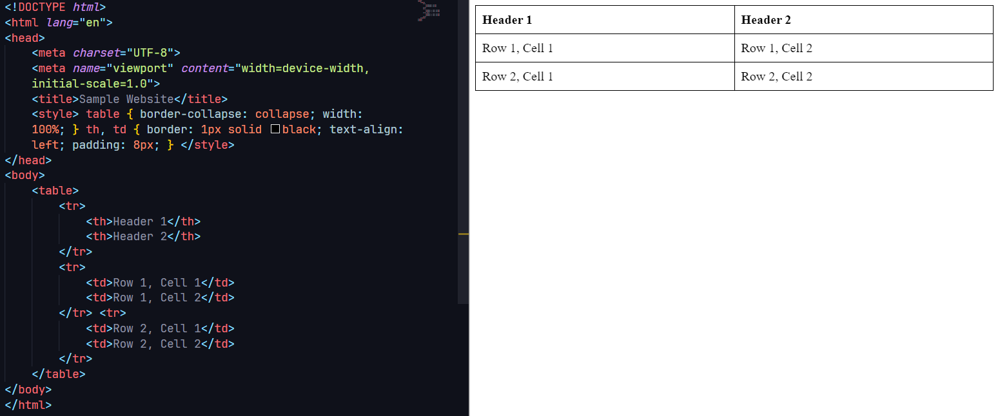 <!DOCTYPE html>
<html lang="en">
<head>
    <meta charset="UTF-8">
    <meta name="viewport" content="width=device-width,
    initial-scale=1.0">
    <title>Sample Website</title>
    <style> table { border-collapse: collapse; width:
    100%; } th, td { border: 1px solid black; text-align:
    left; padding: 8px; } </style>
</head>
<body>
    <table>
        <tr>
            <th>Header 1</th>
            <th>Header 2</th>
        </tr>
        <tr>
            <td>Row 1, Cell 1</td>
            <td>Row 1, Cell 2</td>
        </tr> <tr>
            <td>Row 2, Cell 1</td>
            <td>Row 2, Cell 2</td>
        </tr>
    </table>
</body>
</html>
Header 1 Header 2
Row 1, Cell 1 Row 1, Cell 2
Row 2, Cell 1 Row 2, Cell 2